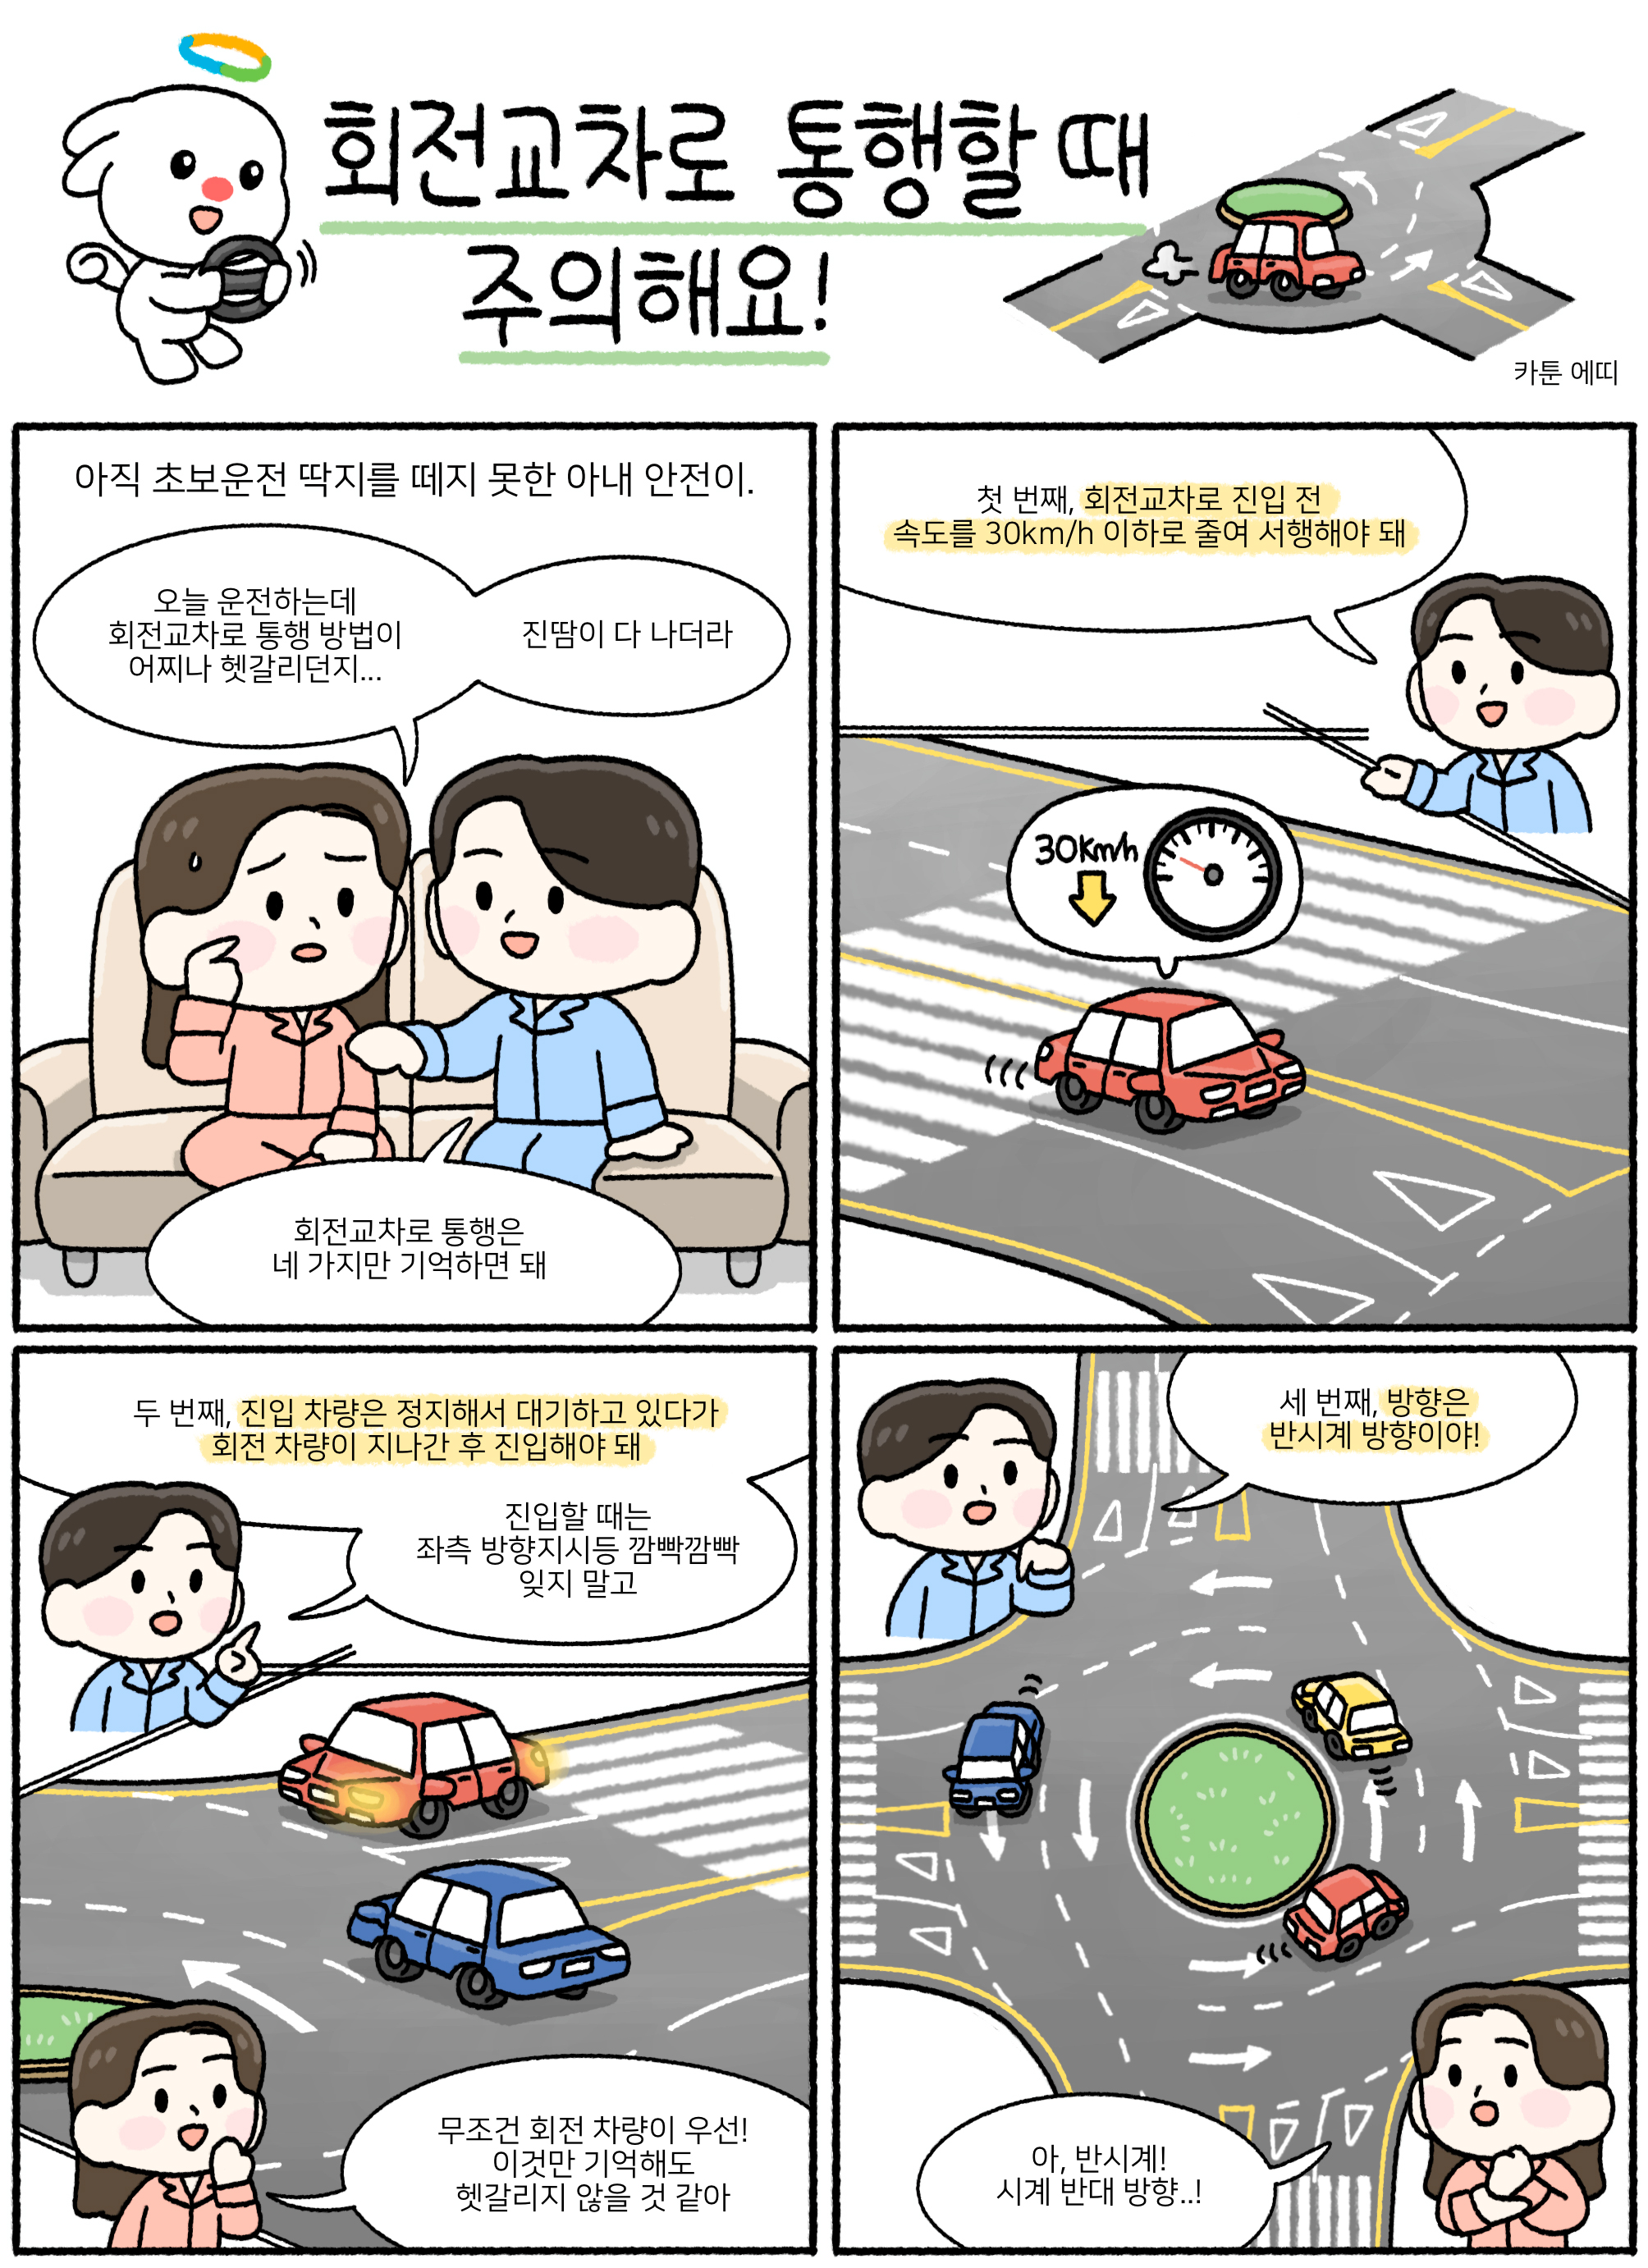 회전교차로 통행할 때
주의해요!
카툰 에띠
아직 초보운전 딱지를 떼지 못한 아내 안전이.
오늘 운전하는데
회전교차로 통행 방법이
어찌나 헷갈리던지...
진땀이 다 나더라
회전교차로 통행은
네 가지만 기억하면 돼
첫 번째, 회전교차로 진입 전
속도를 30km/h 이하로 줄여 서행해야 돼
30Km/h
두 번째, 진입 차량은 정지해서 대기하고 있다가
회전 차량이 지나간 후 진입해야 돼
진입할 때는
좌측 방향지시등 깜빡깜빡
잊지 말고
무조건 회전 차량이 우선!
이것만 기억해도
헷갈리지 않을 것 같아
세 번째, 방향은
반시계 방향이야!
아, 반시계!
시계 반대 방향..!